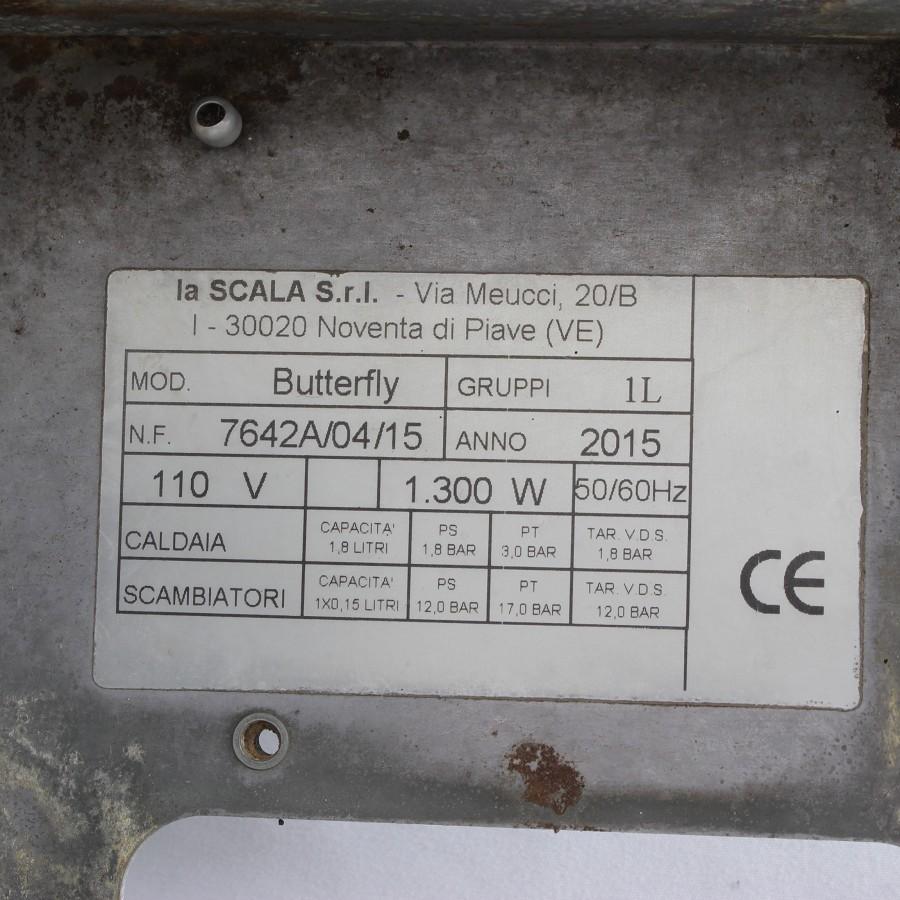 la SCALA S.r.l. - Via Meucci, 20/B
I - 30020 Noventa di Piave (VE)
MOD. Butterfly GRUPPI 1L
N.F. 7642A/04/15 ANNO 2015
110 V 1.300 W 50/60Hz
CALDAIA CAPACITA' 1,8 LITRI PS 1,8 BAR PT 3,0 BAR TAR. V.D.S. 1,8 BAR
SCAMBIATORI CAPACITA' 1X0,15 LITRI PS 12,0 BAR PT 17,0 BAR TAR. V.D.S. 12,0 BAR
CE